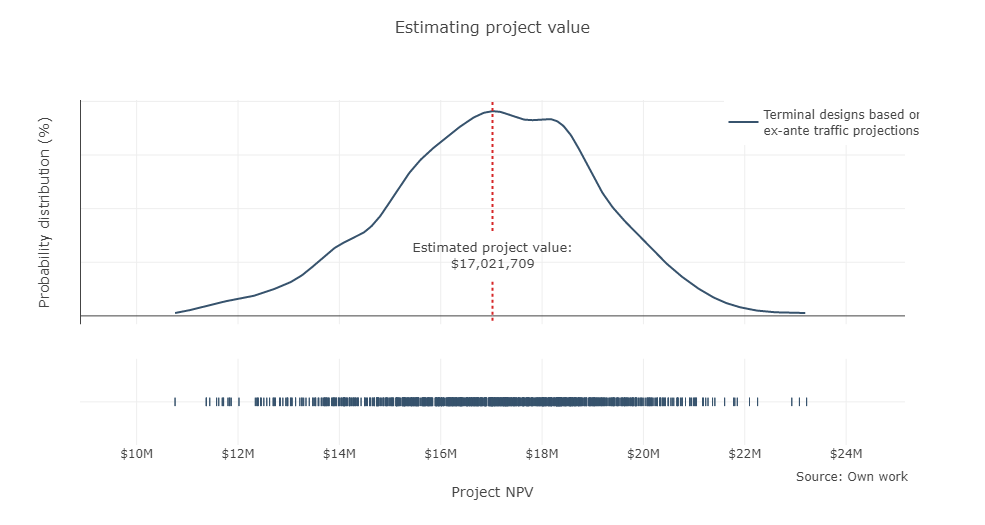 Estimating project value
Probability distribution (%)
Terminal designs based or
ex-ante traffic projections
Estimated project value:
$17,021,709
$10M $12M $14M $16M $18M $20M $22M $24M
Source: Own work
Project NPV